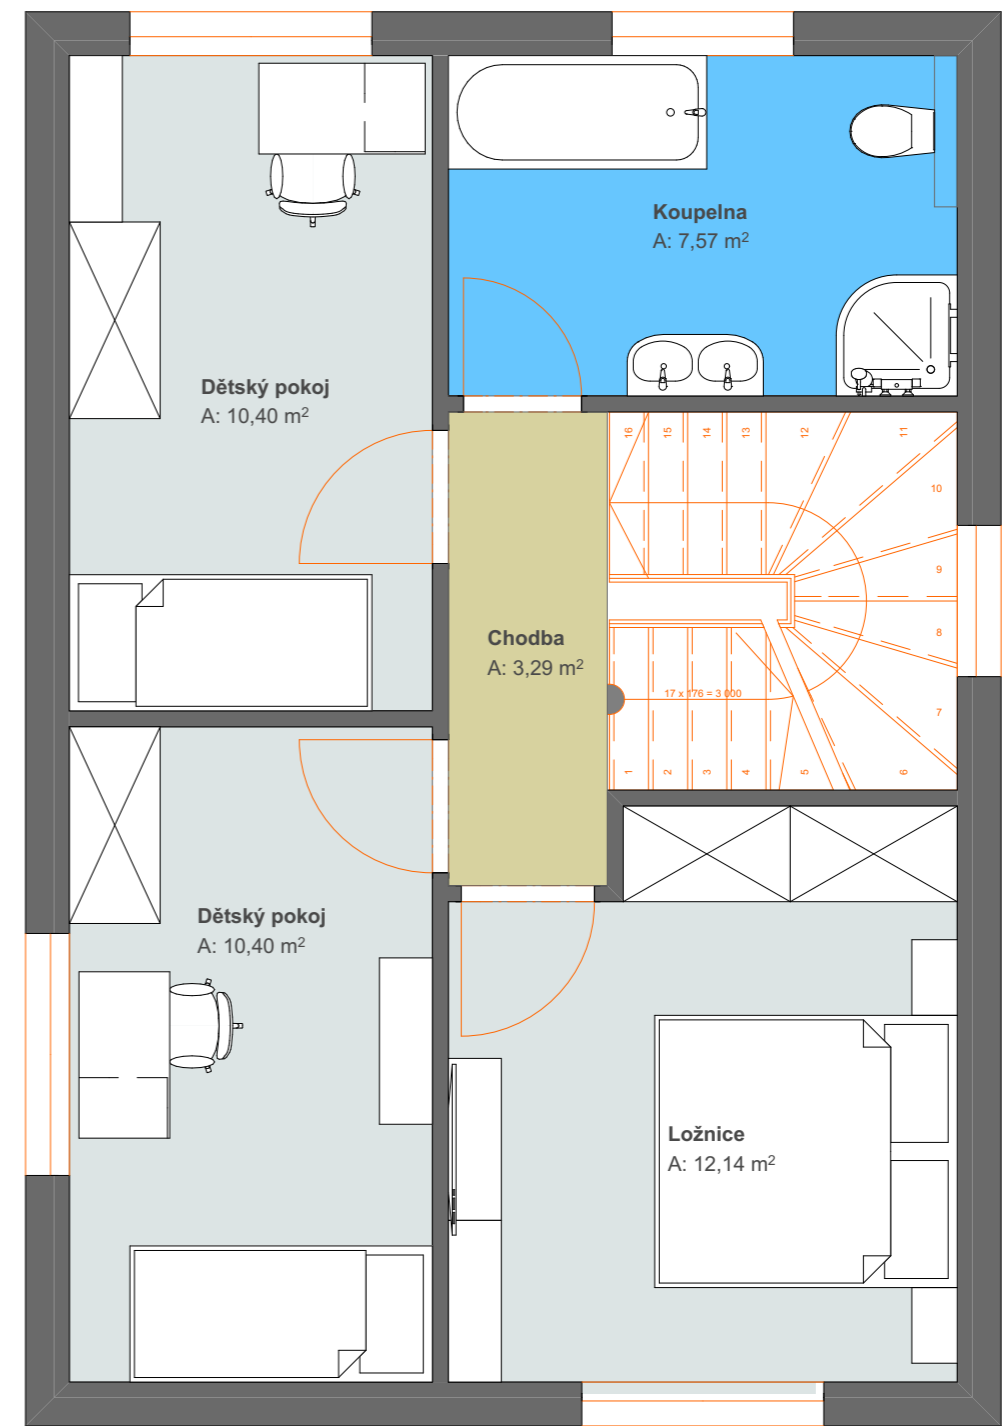 Koupelna
A: 7,57 m²
Dětský pokoj
A: 10,40 m²
16
15
14
13
12
11
10
9
8
7
Chodba
A: 3,29 m²
17 x 176 = 3 000
1
2
3
4
5
6
Dětský pokoj
A: 10,40 m²
Ložnice
A: 12,14 m²